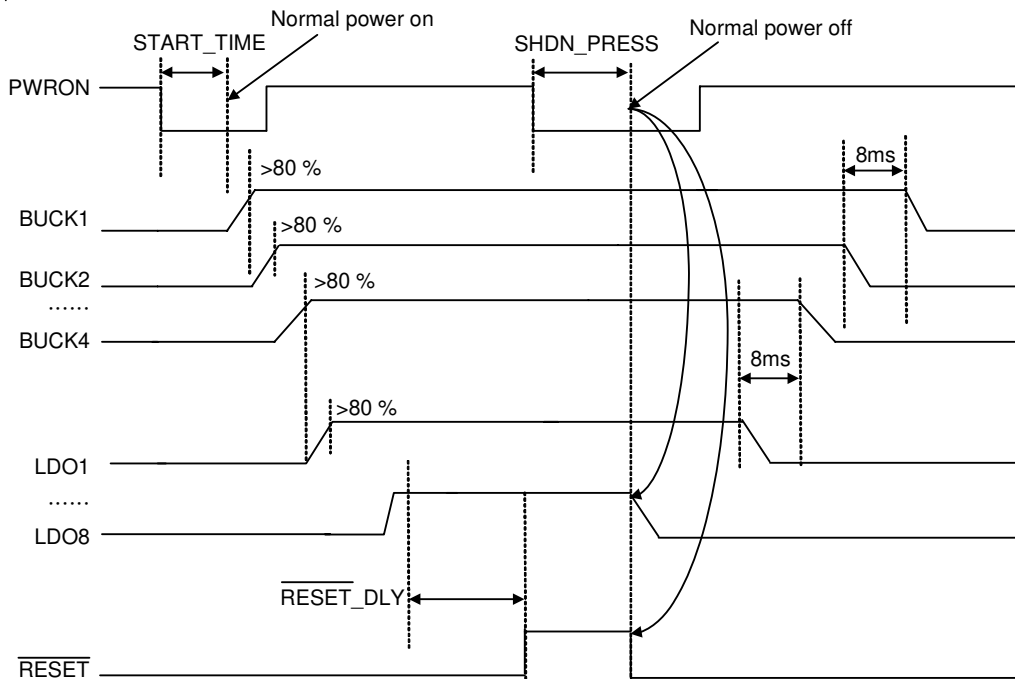 Normal power on
START_TIME
SHDN_PRESS
Normal power off
PWRON
>80 %
8ms
BUCK1
>80 %
BUCK2
......
>80 %
BUCK4
8ms
>80 %
LDO1
......
LDO8
RESET_DLY
RESET